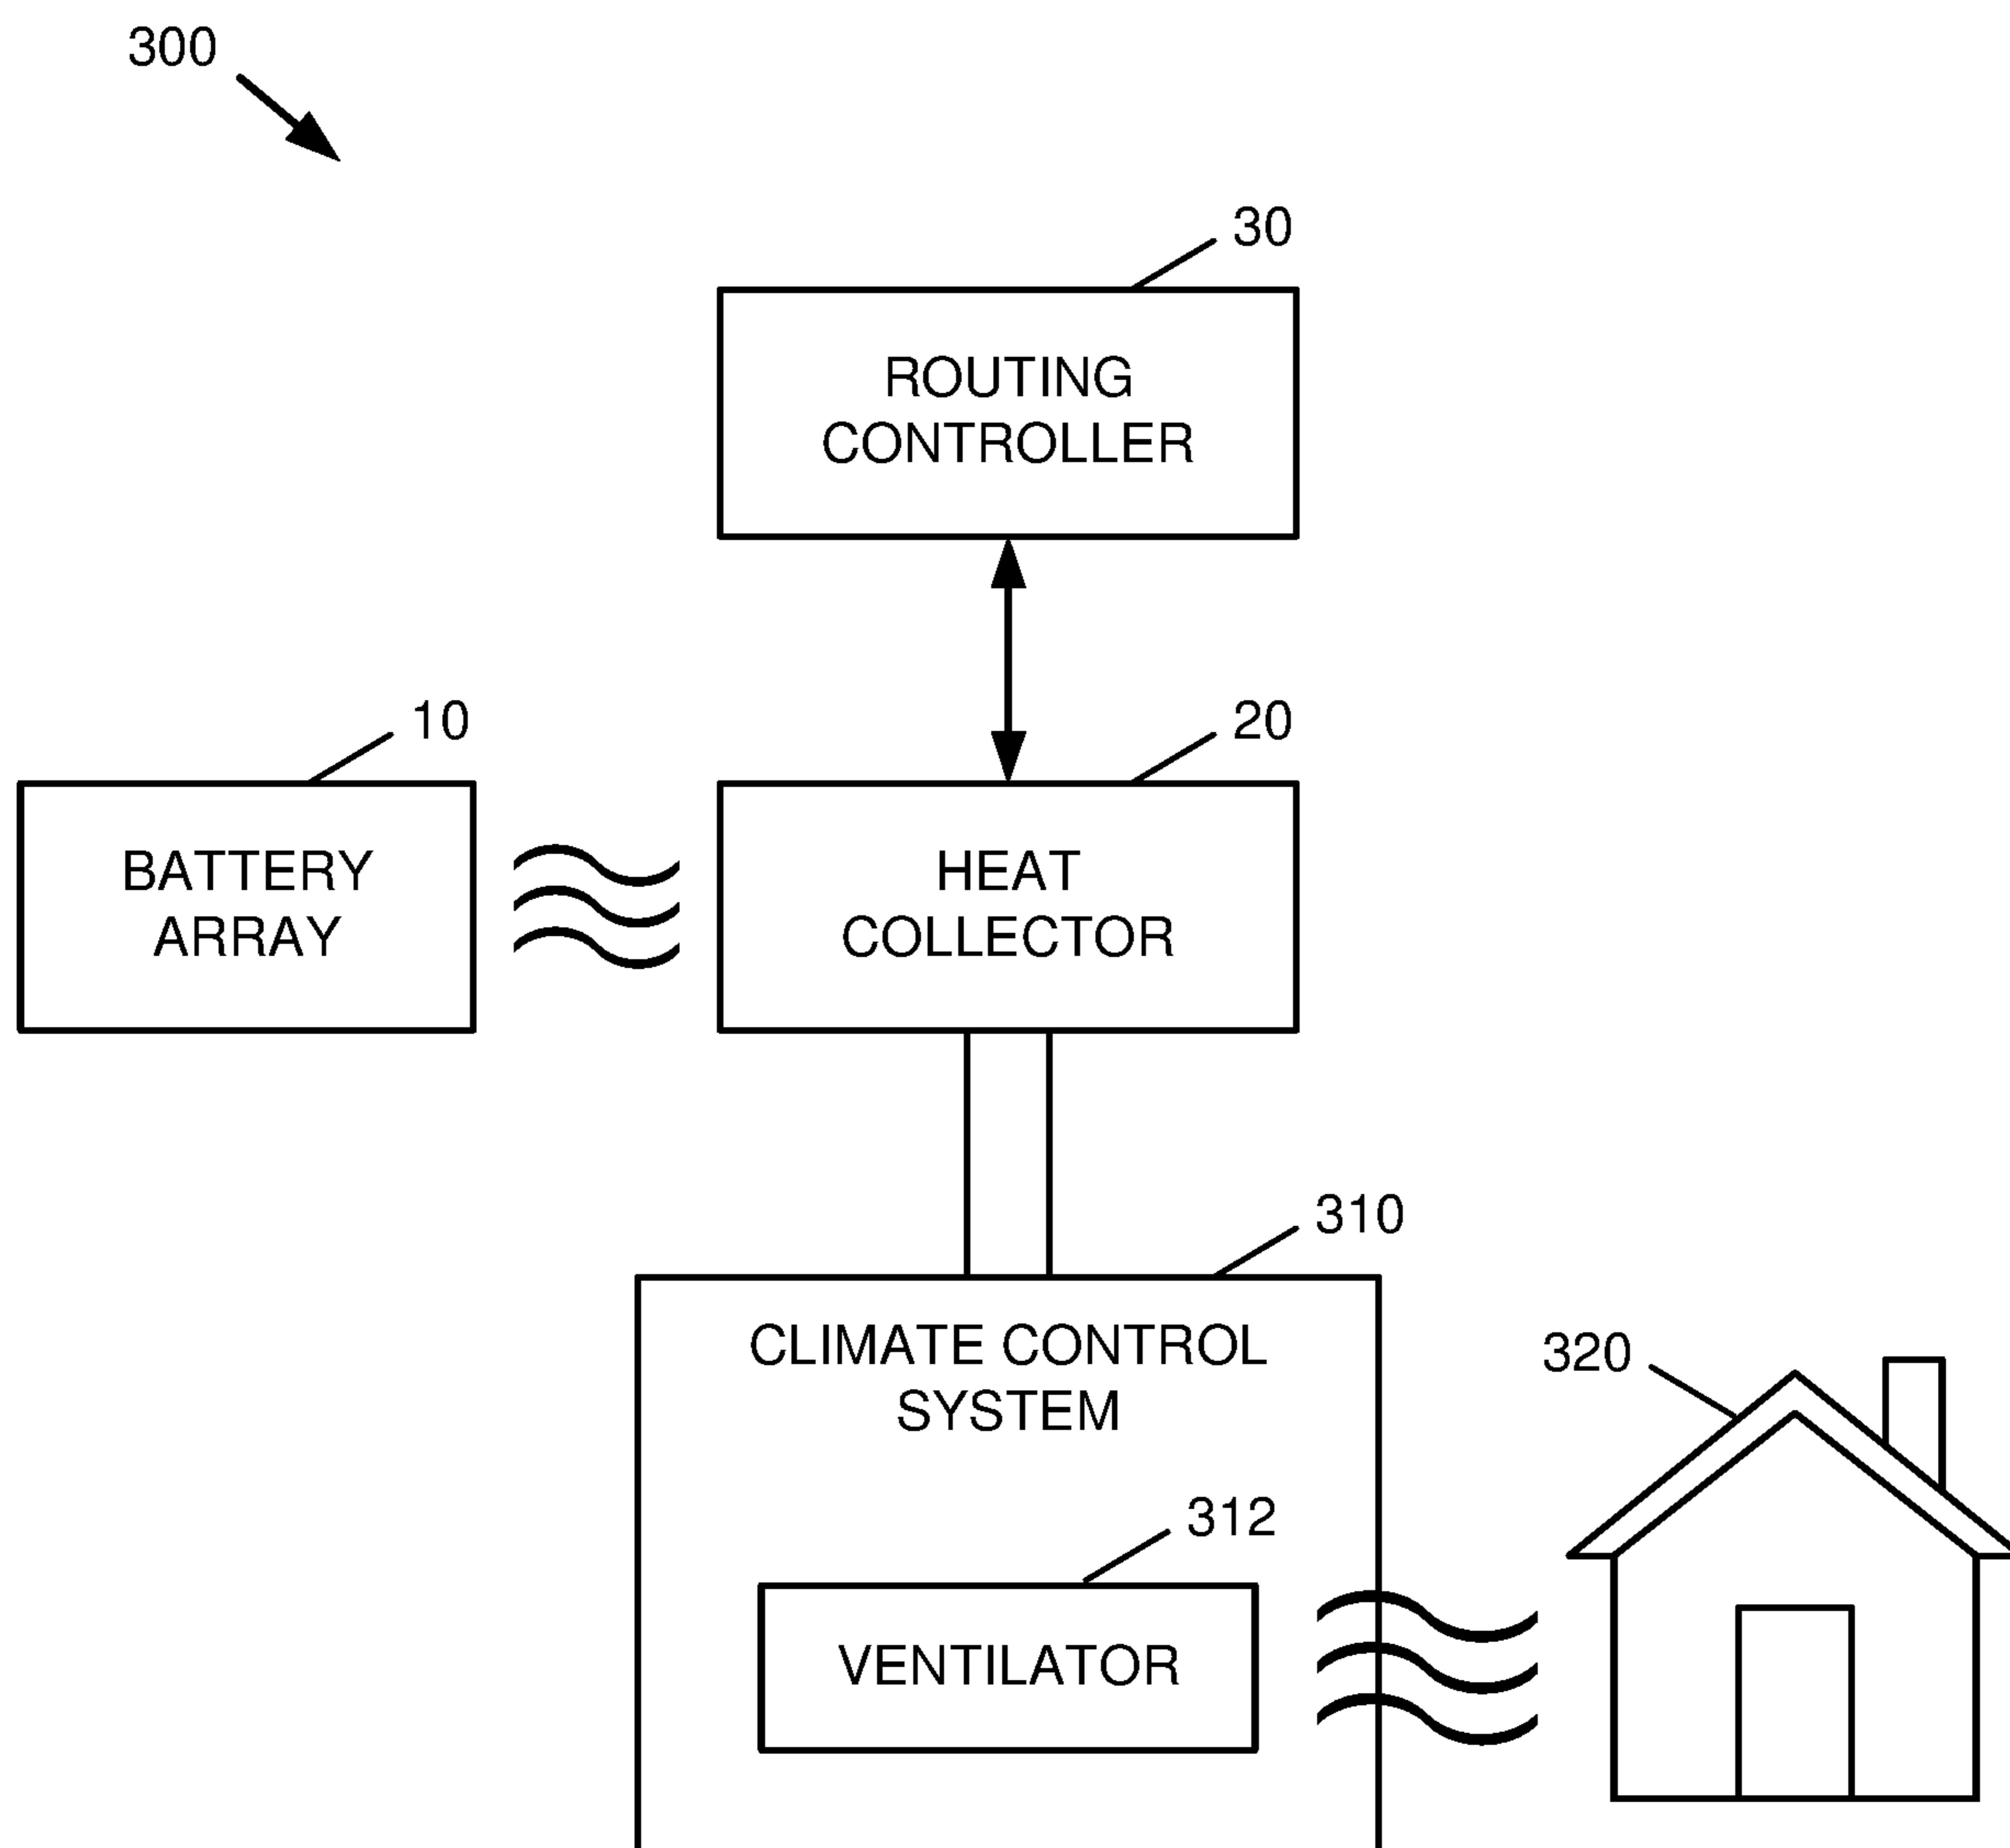 300
30
ROUTING
CONTROLLER
10
20
BATTERY
ARRAY
HEAT
COLLECTOR
310
CLIMATE CONTROL
SYSTEM
320
312
VENTILATOR